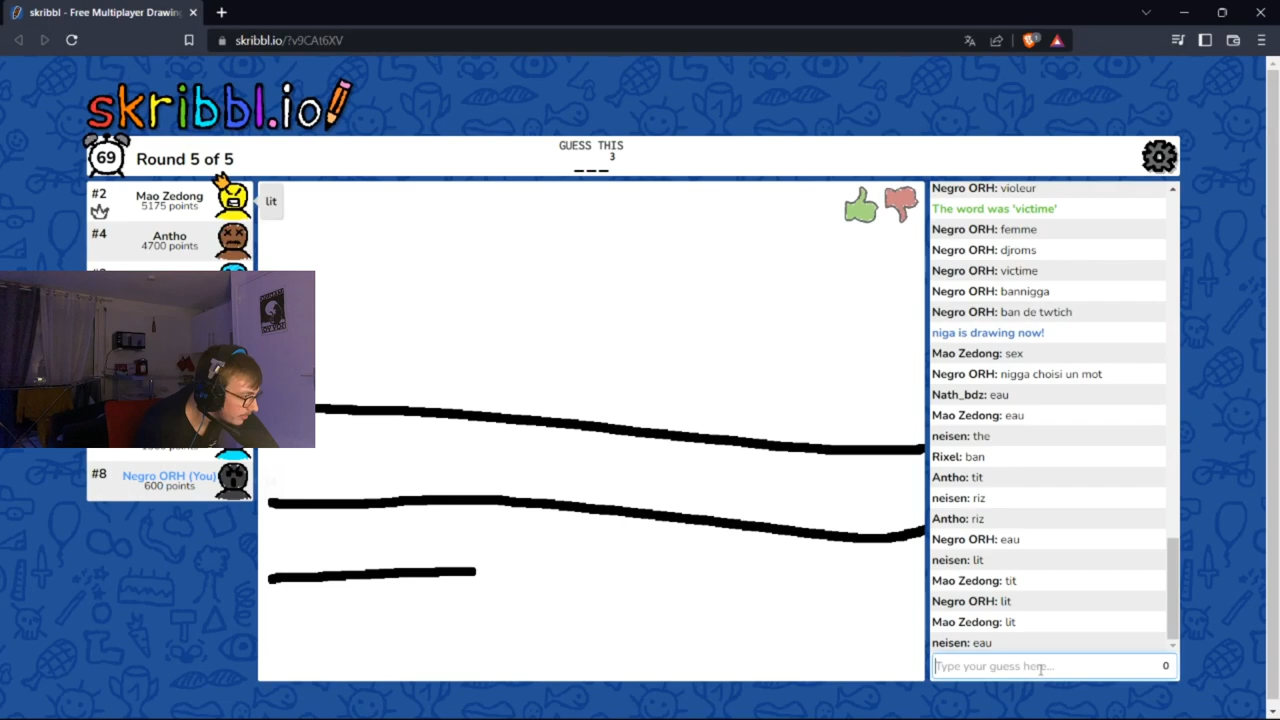 skribbl - Free Multiplayer Drawin
skribbl.io/?v9CAt6XV
skribbl.io
69
Round 5 of 5
GUESS THIS
3
___
#2
Mao Zedong
5175 points
#4
Antho
4700 points
#8
Negro ORH (You)
600 points
lit
Negro ORH: violeur
The word was 'victime'
Negro ORH: femme
Negro ORH: djroms
Negro ORH: victime
Negro ORH: bannigga
Negro ORH: ban de twtich
niga is drawing now!
Mao Zedong: sex
Negro ORH: nigga choisi un mot
Nath_bdz: eau
Mao Zedong: eau
neisen: the
Rixel: ban
Antho: tit
neisen: riz
Antho: riz
Negro ORH: eau
neisen: lit
Mao Zedong: tit
Negro ORH: lit
Mao Zedong: lit
neisen: eau
Type your guess here...
0